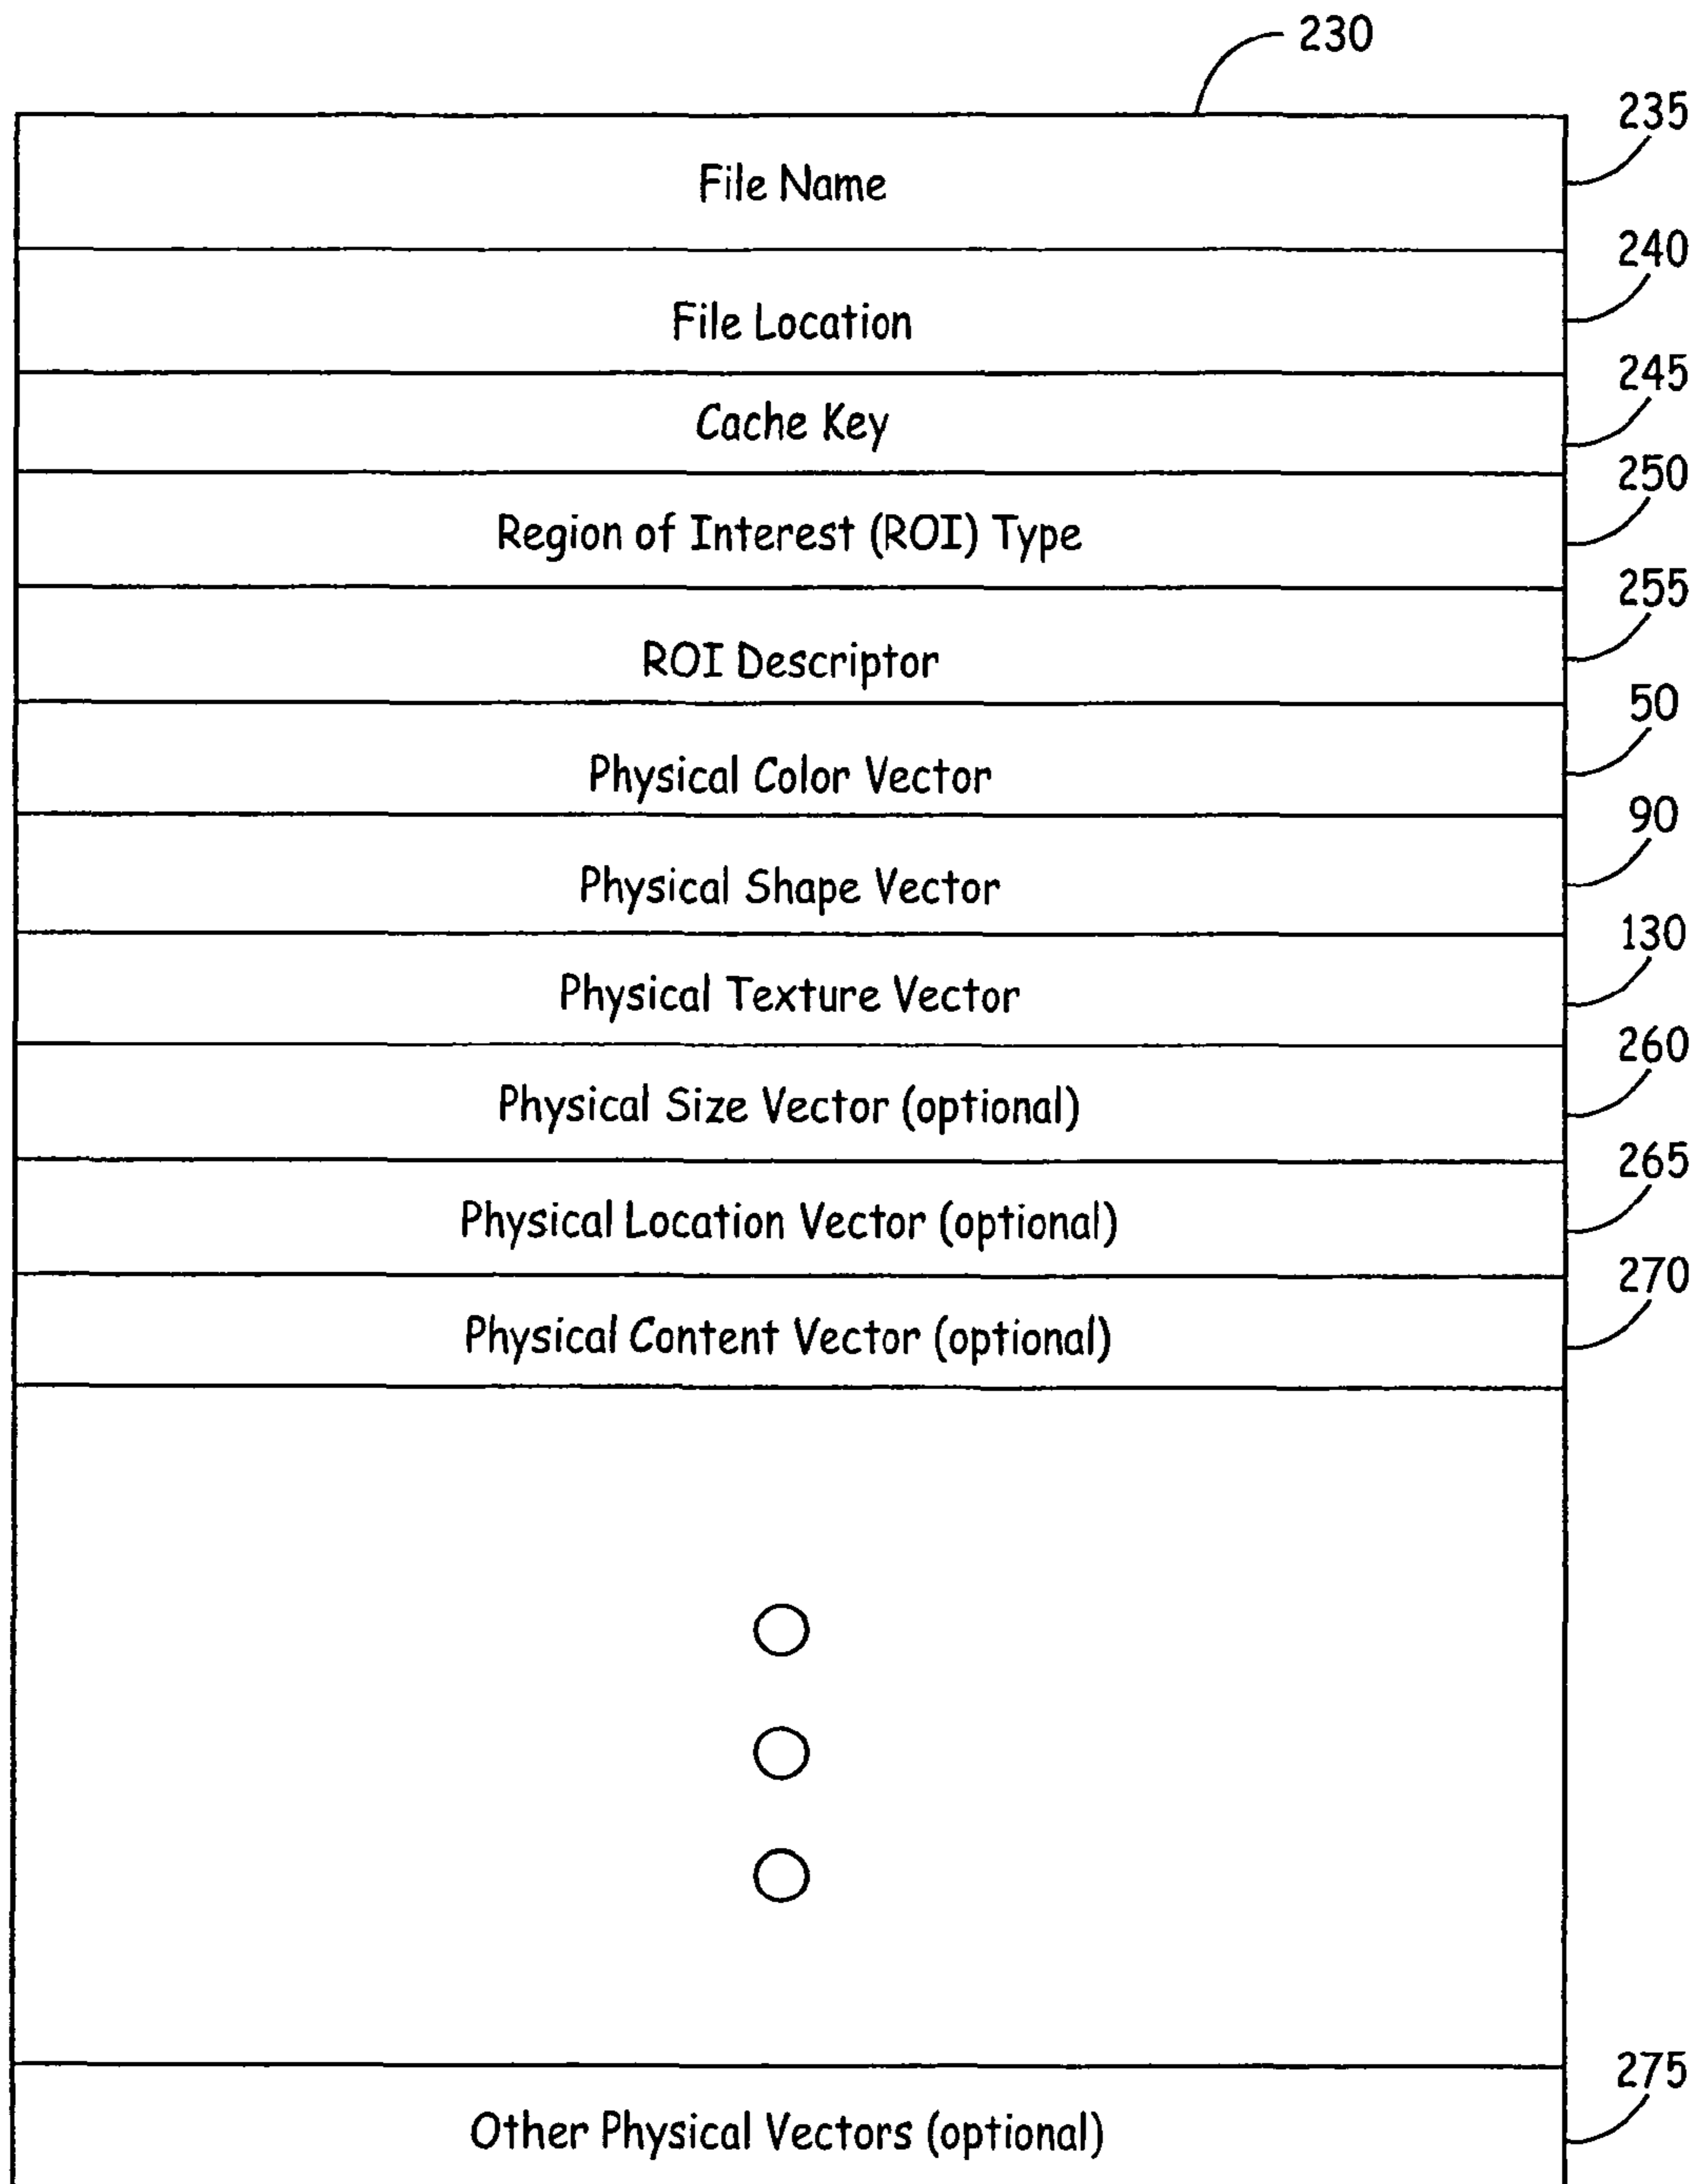 230
235
File Name
240
File Location
245
Cache Key
250
Region of Interest (ROI) Type
255
ROI Descriptor
50
Physical Color Vector
90
Physical Shape Vector
130
Physical Texture Vector
260
Physical Size Vector (optional)
265
Physical Location Vector (optional)
270
Physical Content Vector (optional)
275
Other Physical Vectors (optional)